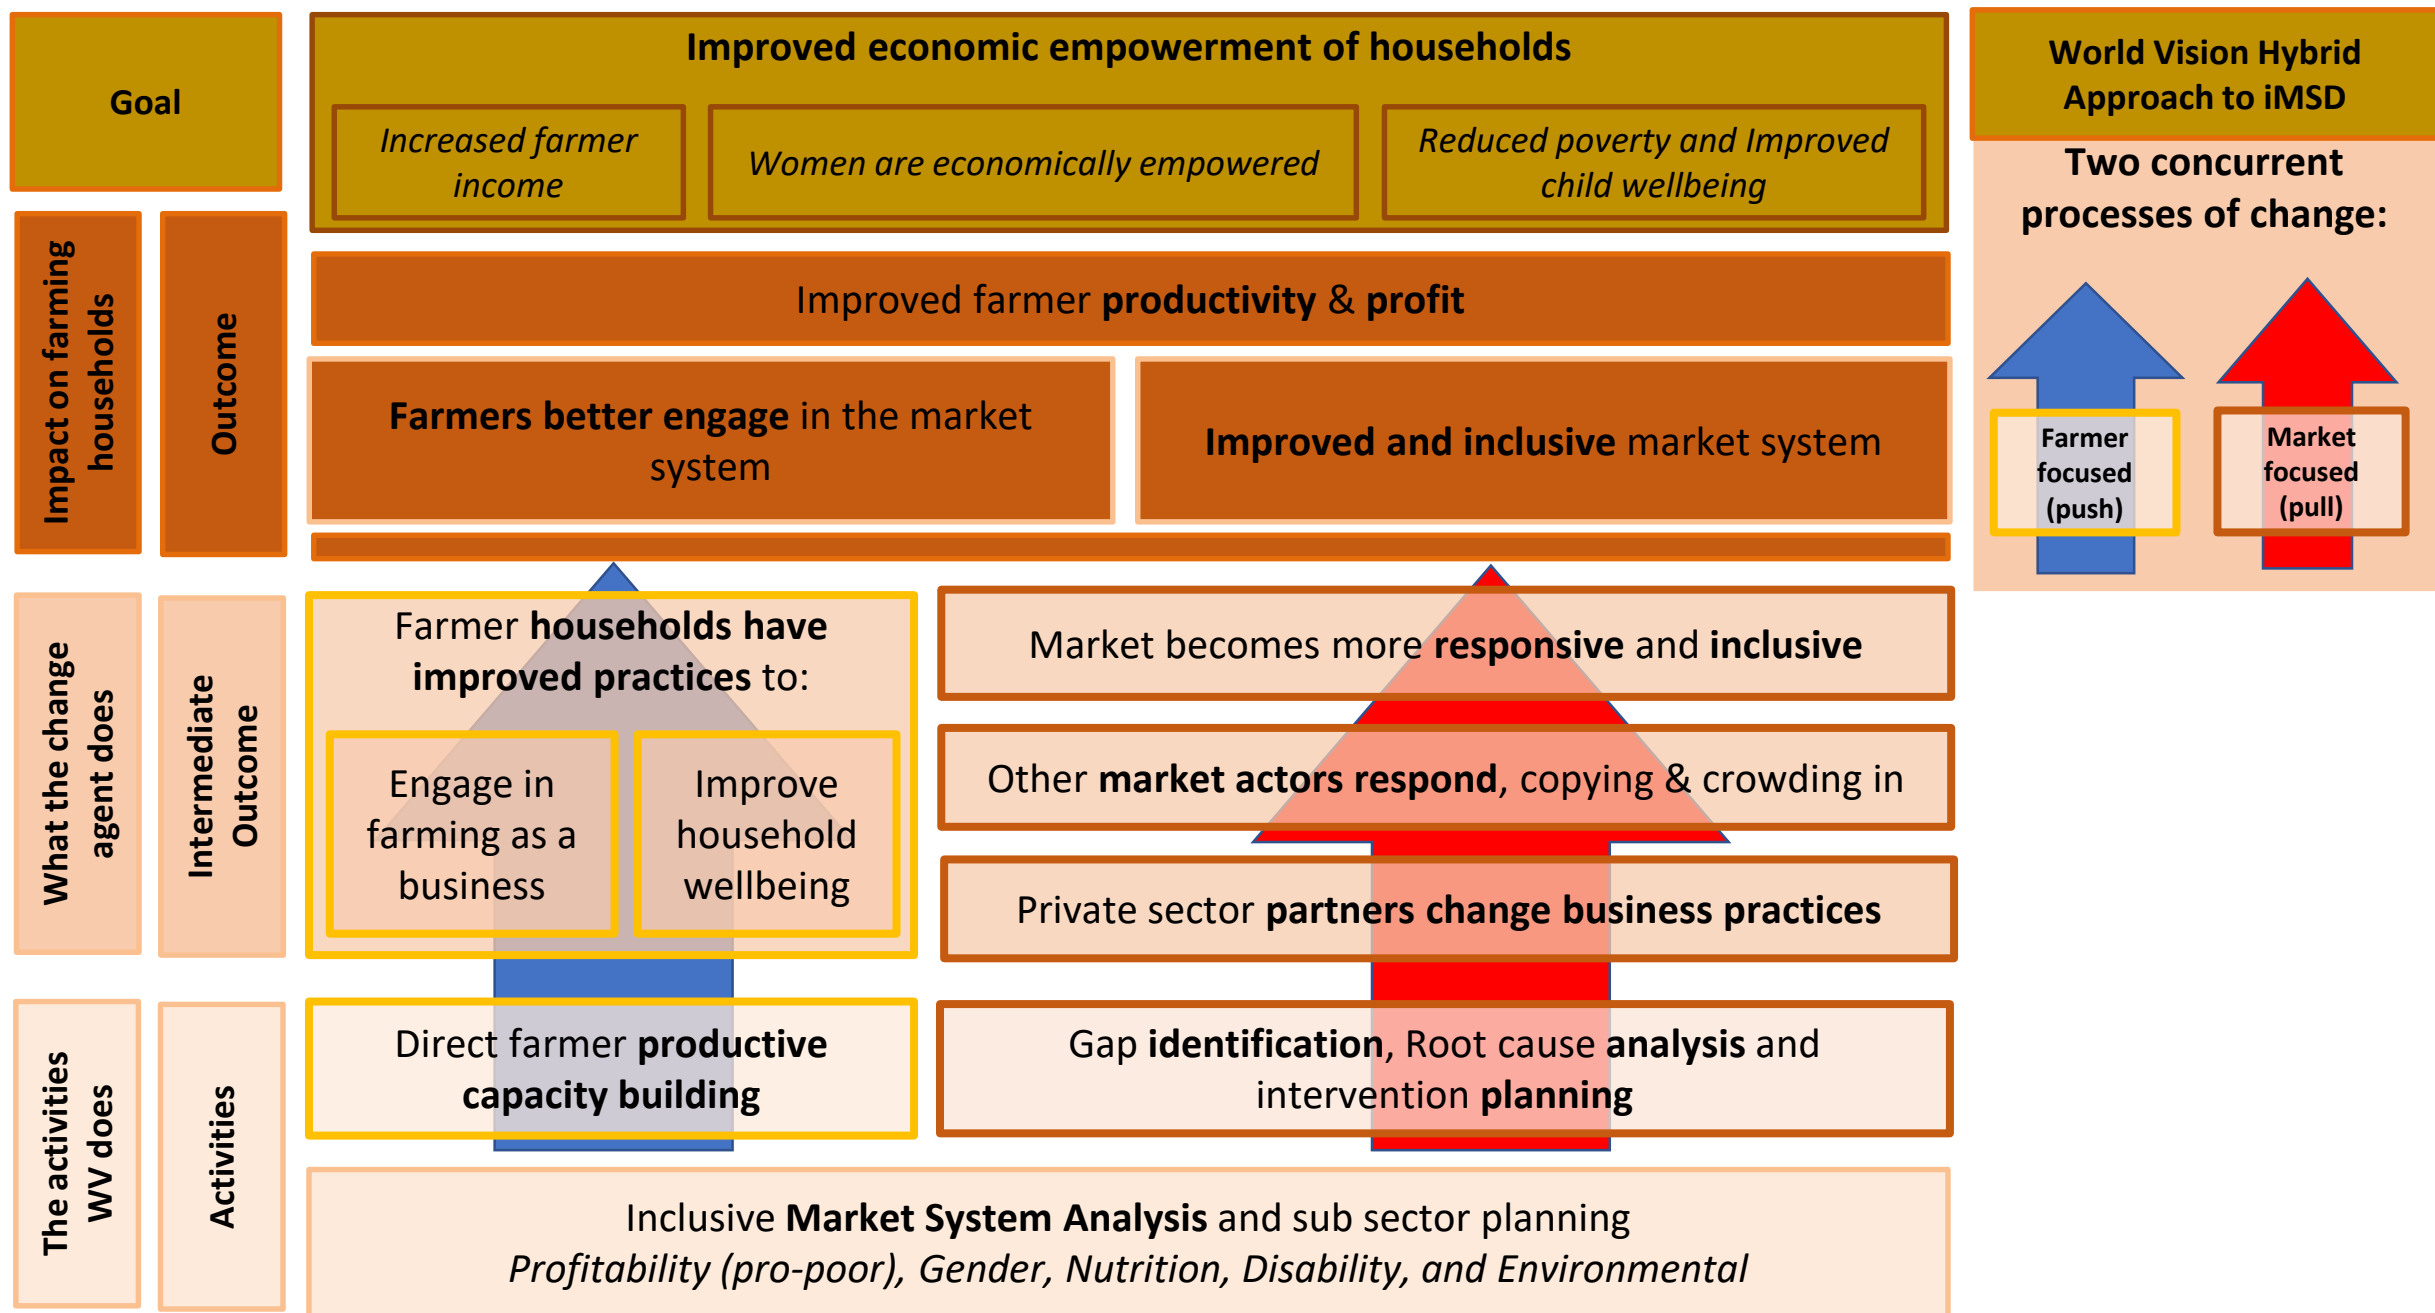 Goal
Improved economic empowerment of households
Increased farmer
income
Women are economically empowered
Reduced poverty and Improved
child wellbeing
World Vision Hybrid
Approach to iMSD
Two concurrent
processes of change:
Farmer
focused
(push)
Market
focused
(pull)
Impact on farming
households
Outcome
Improved farmer productivity & profit
Farmers better engage in the market
system
Improved and inclusive market system
What the change
agent does
Intermediate
Outcome
Farmer households have
improved practices to:
Engage in
farming as a
business
Improve
household
wellbeing
Market becomes more responsive and inclusive
Other market actors respond, copying & crowding in
Private sector partners change business practices
The activities
WV does
Activities
Direct farmer productive
capacity building
Gap identification, Root cause analysis and
intervention planning
Inclusive Market System Analysis and sub sector planning
Profitability (pro-poor), Gender, Nutrition, Disability, and Environmental